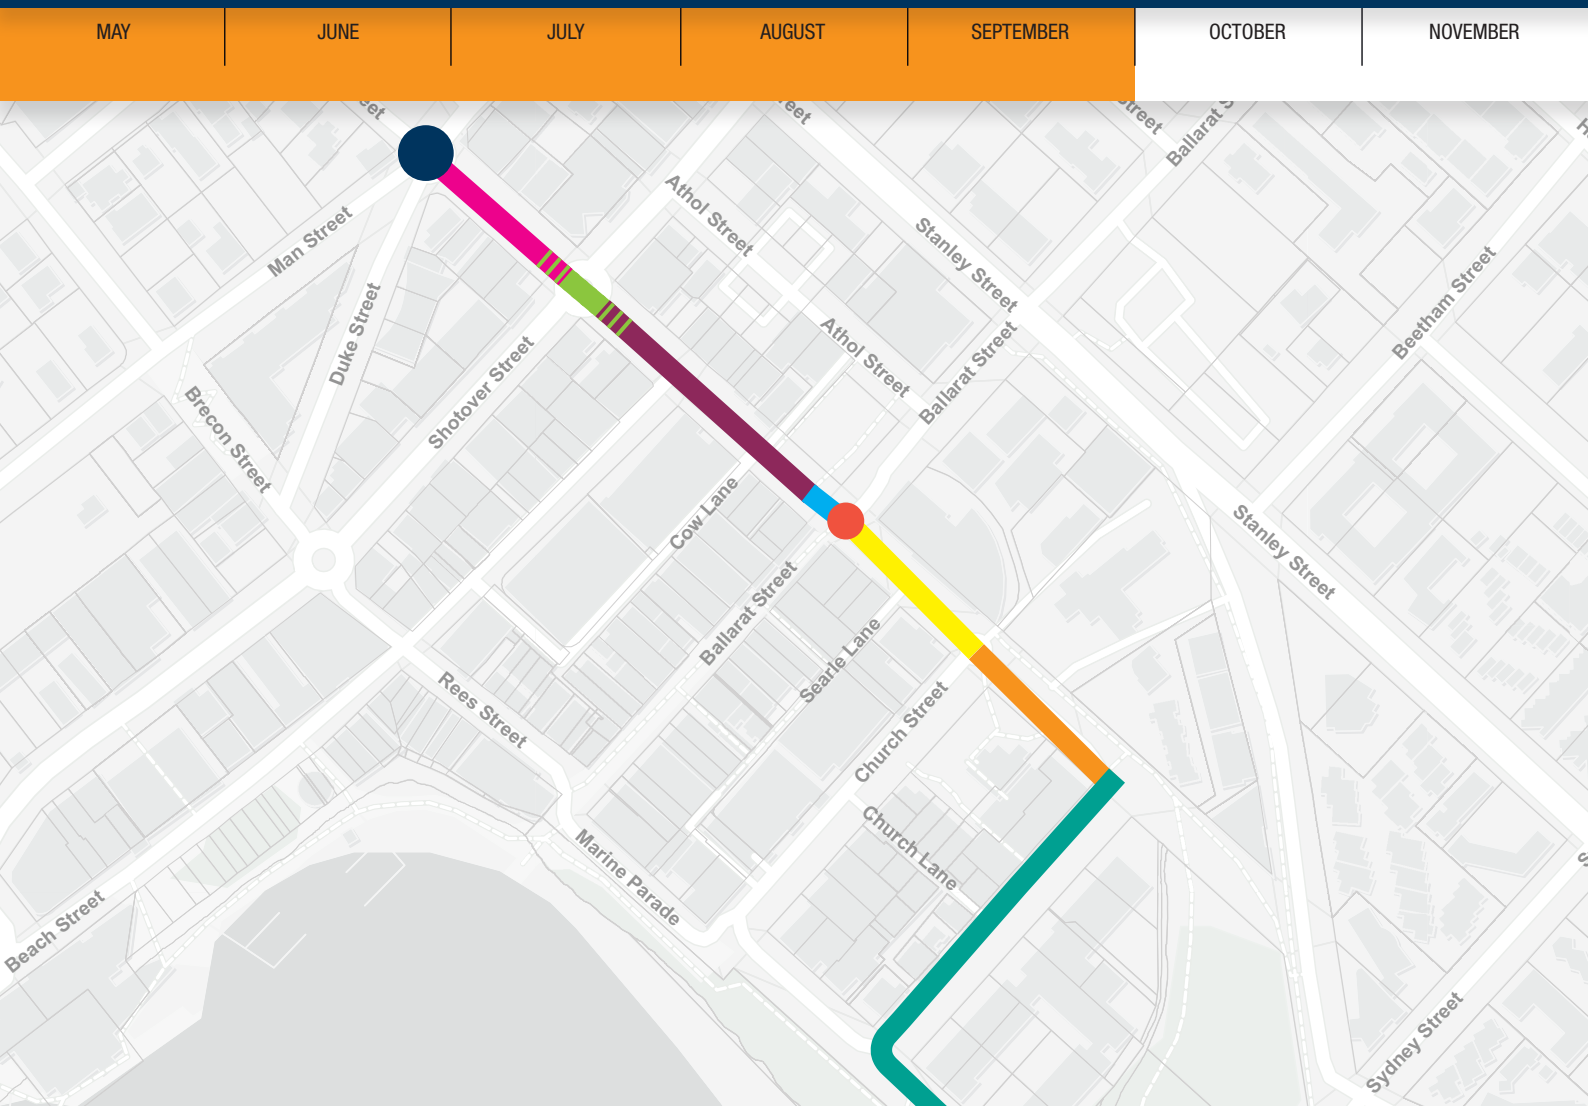 MAY
JUNE
JULY
AUGUST
SEPTEMBER
OCTOBER
NOVEMBER
Ballarat
Athol Street
Man Street
Stanley Street
Duke Street
Beetham Street
Athol Street
Ballarat Street
Shotover Street
Brecon Street
Cow Lane
Stanley Street
Ballarat Street
Searle Lane
Rees Street
Church Street
Church Lane
Marine Parade
Beach Street
Sydney Street